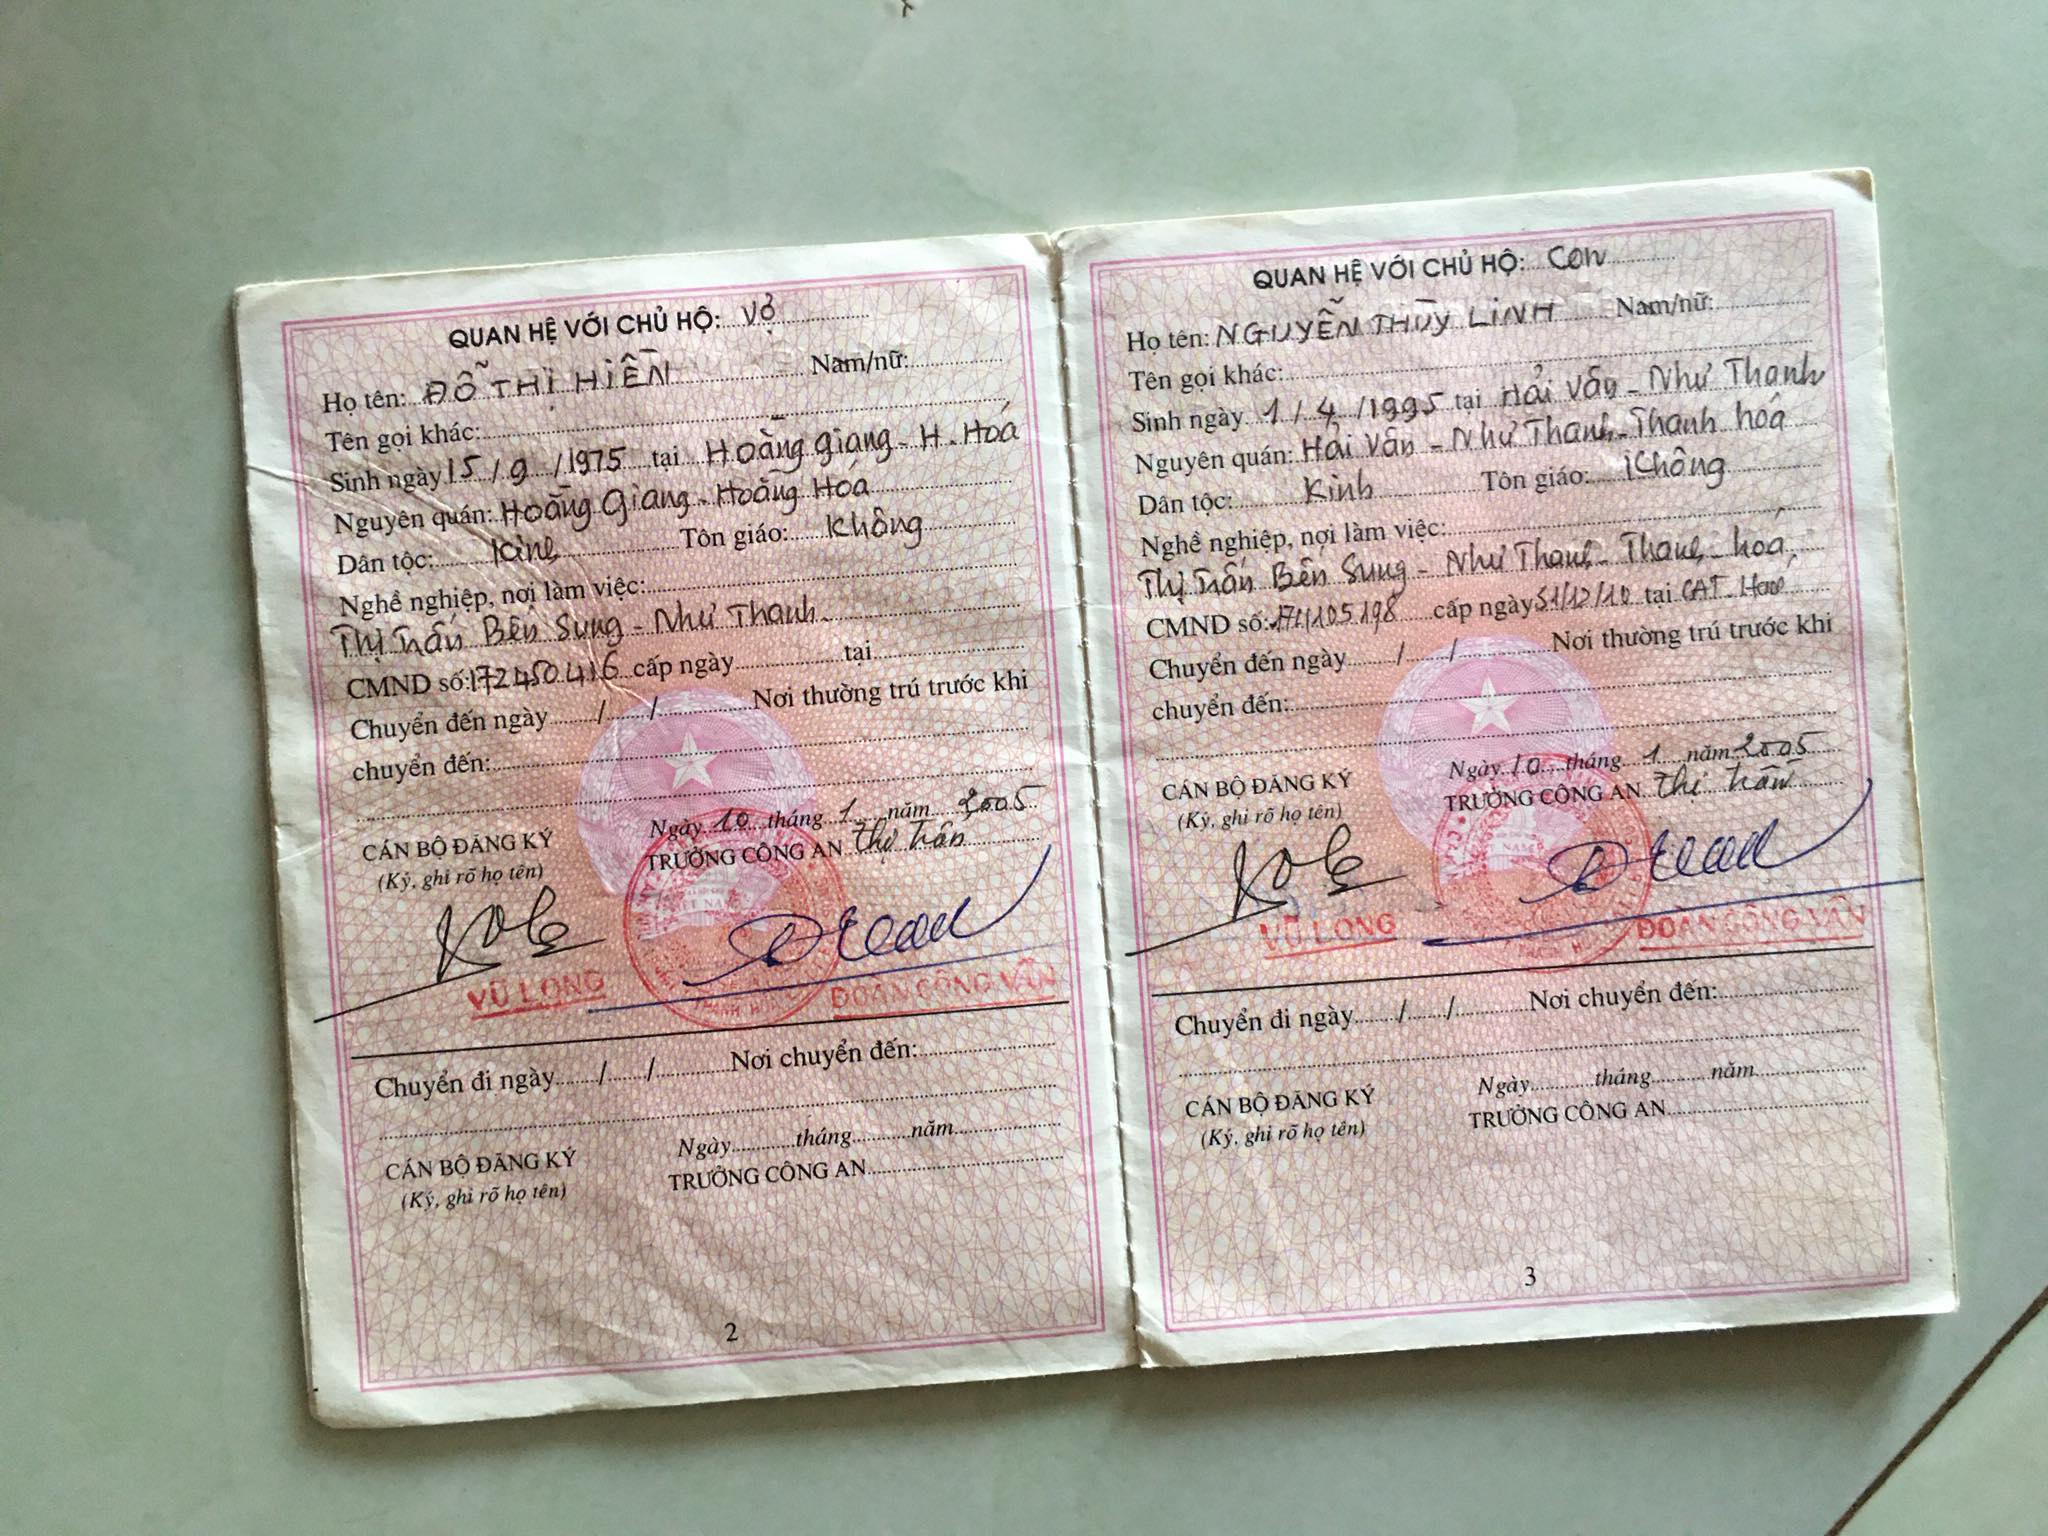 QUAN HỆ VỚI CHỦ HỘ: Vợ
Họ tên: ĐỖ THỊ HIỀN Nam/nữ:
Tên gọi khác:
Sinh ngày 15/9/1975 tại Hoằng Giang - H. Hoá
Nguyên quán: Hoằng Giang - Hoằng Hoá
Dân tộc: Kinh Tôn giáo: Không
Nghề nghiệp, nơi làm việc:
Thị trấn Bến Sung - Như Thanh
CMND số: 172450416 cấp ngày tại
Chuyển đến ngày / / Nơi thường trú trước khi
chuyển đến:
Ngày 10 tháng 1 năm 2005
CÁN BỘ ĐĂNG KÝ TRƯỞNG CÔNG AN Thị trấn
(Ký, ghi rõ họ tên)
VŨ LONG ĐOÀN CÔNG VÂN
Chuyển đi ngày / / Nơi chuyển đến:
Ngày tháng năm
CÁN BỘ ĐĂNG KÝ TRƯỞNG CÔNG AN
(Ký, ghi rõ họ tên)
2
QUAN HỆ VỚI CHỦ HỘ: Con
Họ tên: NGUYỄN THÙY LINH Nam/nữ:
Tên gọi khác:
Sinh ngày 1/4/1995 tại Hải Vân - Như Thanh
Nguyên quán: Hải Vân - Như Thanh - Thanh Hóa
Dân tộc: Kinh Tôn giáo: Không
Nghề nghiệp, nơi làm việc:
Thị trấn Bến Sung - Như Thanh - Thanh hoá,
CMND số: cấp ngày tại CAT. Hoá
Chuyển đến ngày / / Nơi thường trú trước khi
chuyển đến:
Ngày 10 tháng 1 năm 2005
CÁN BỘ ĐĂNG KÝ TRƯỞNG CÔNG AN Thị trấn
(Ký, ghi rõ họ tên)
VŨ LONG ĐOÀN CÔNG VÂN
Chuyển đi ngày / / Nơi chuyển đến:
Ngày tháng năm
CÁN BỘ ĐĂNG KÝ TRƯỞNG CÔNG AN
(Ký, ghi rõ họ tên)
3